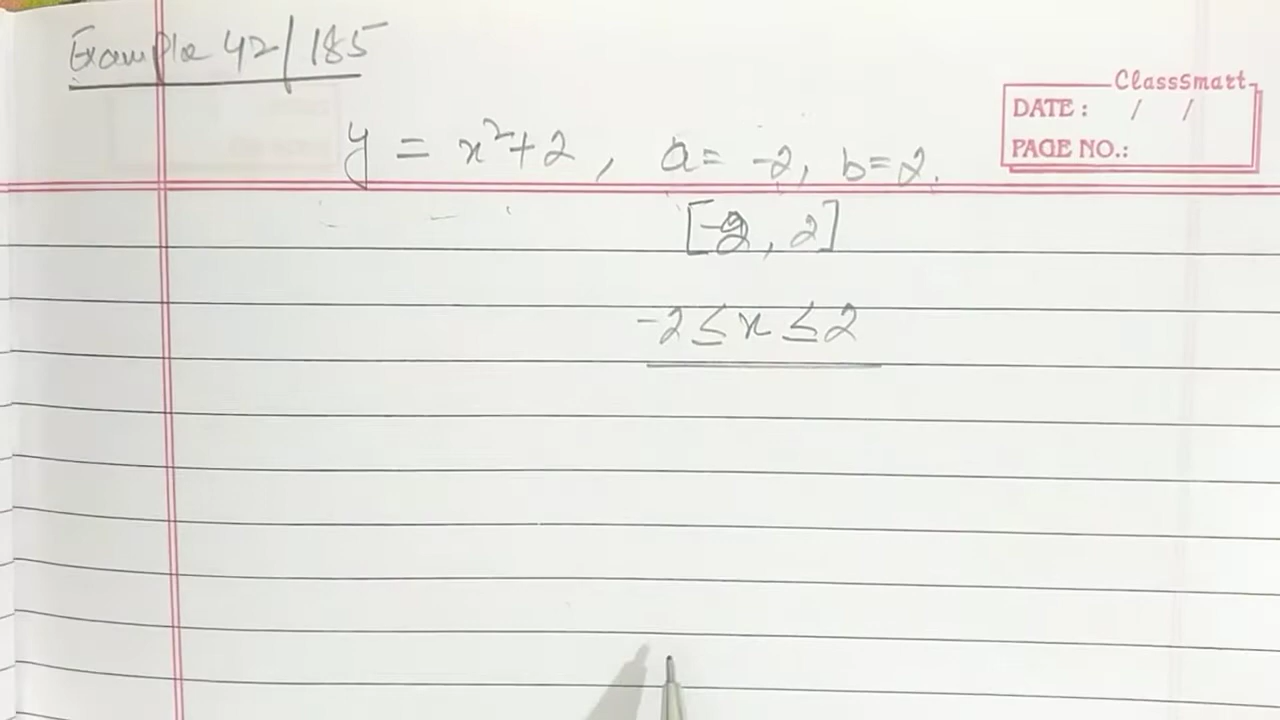 Example 42/185
ClassSmart
DATE : / /
PAGE NO.:
y = x²+2, a = -2, b=2.
[-2, 2]
-2 ≤ x ≤ 2